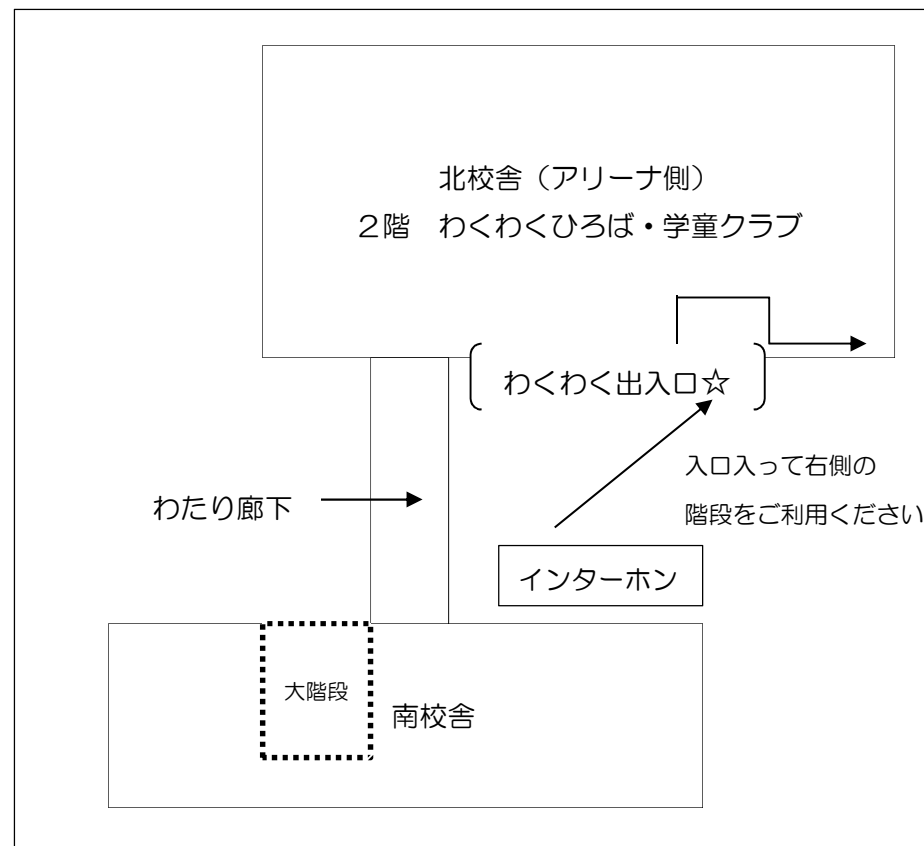 北校舎（アリーナ側）
２階　わくわくひろば・学童クラブ
わくわく出入口☆
入口入って右側の
階段をご利用ください
わたり廊下
インターホン
大階段
南校舎